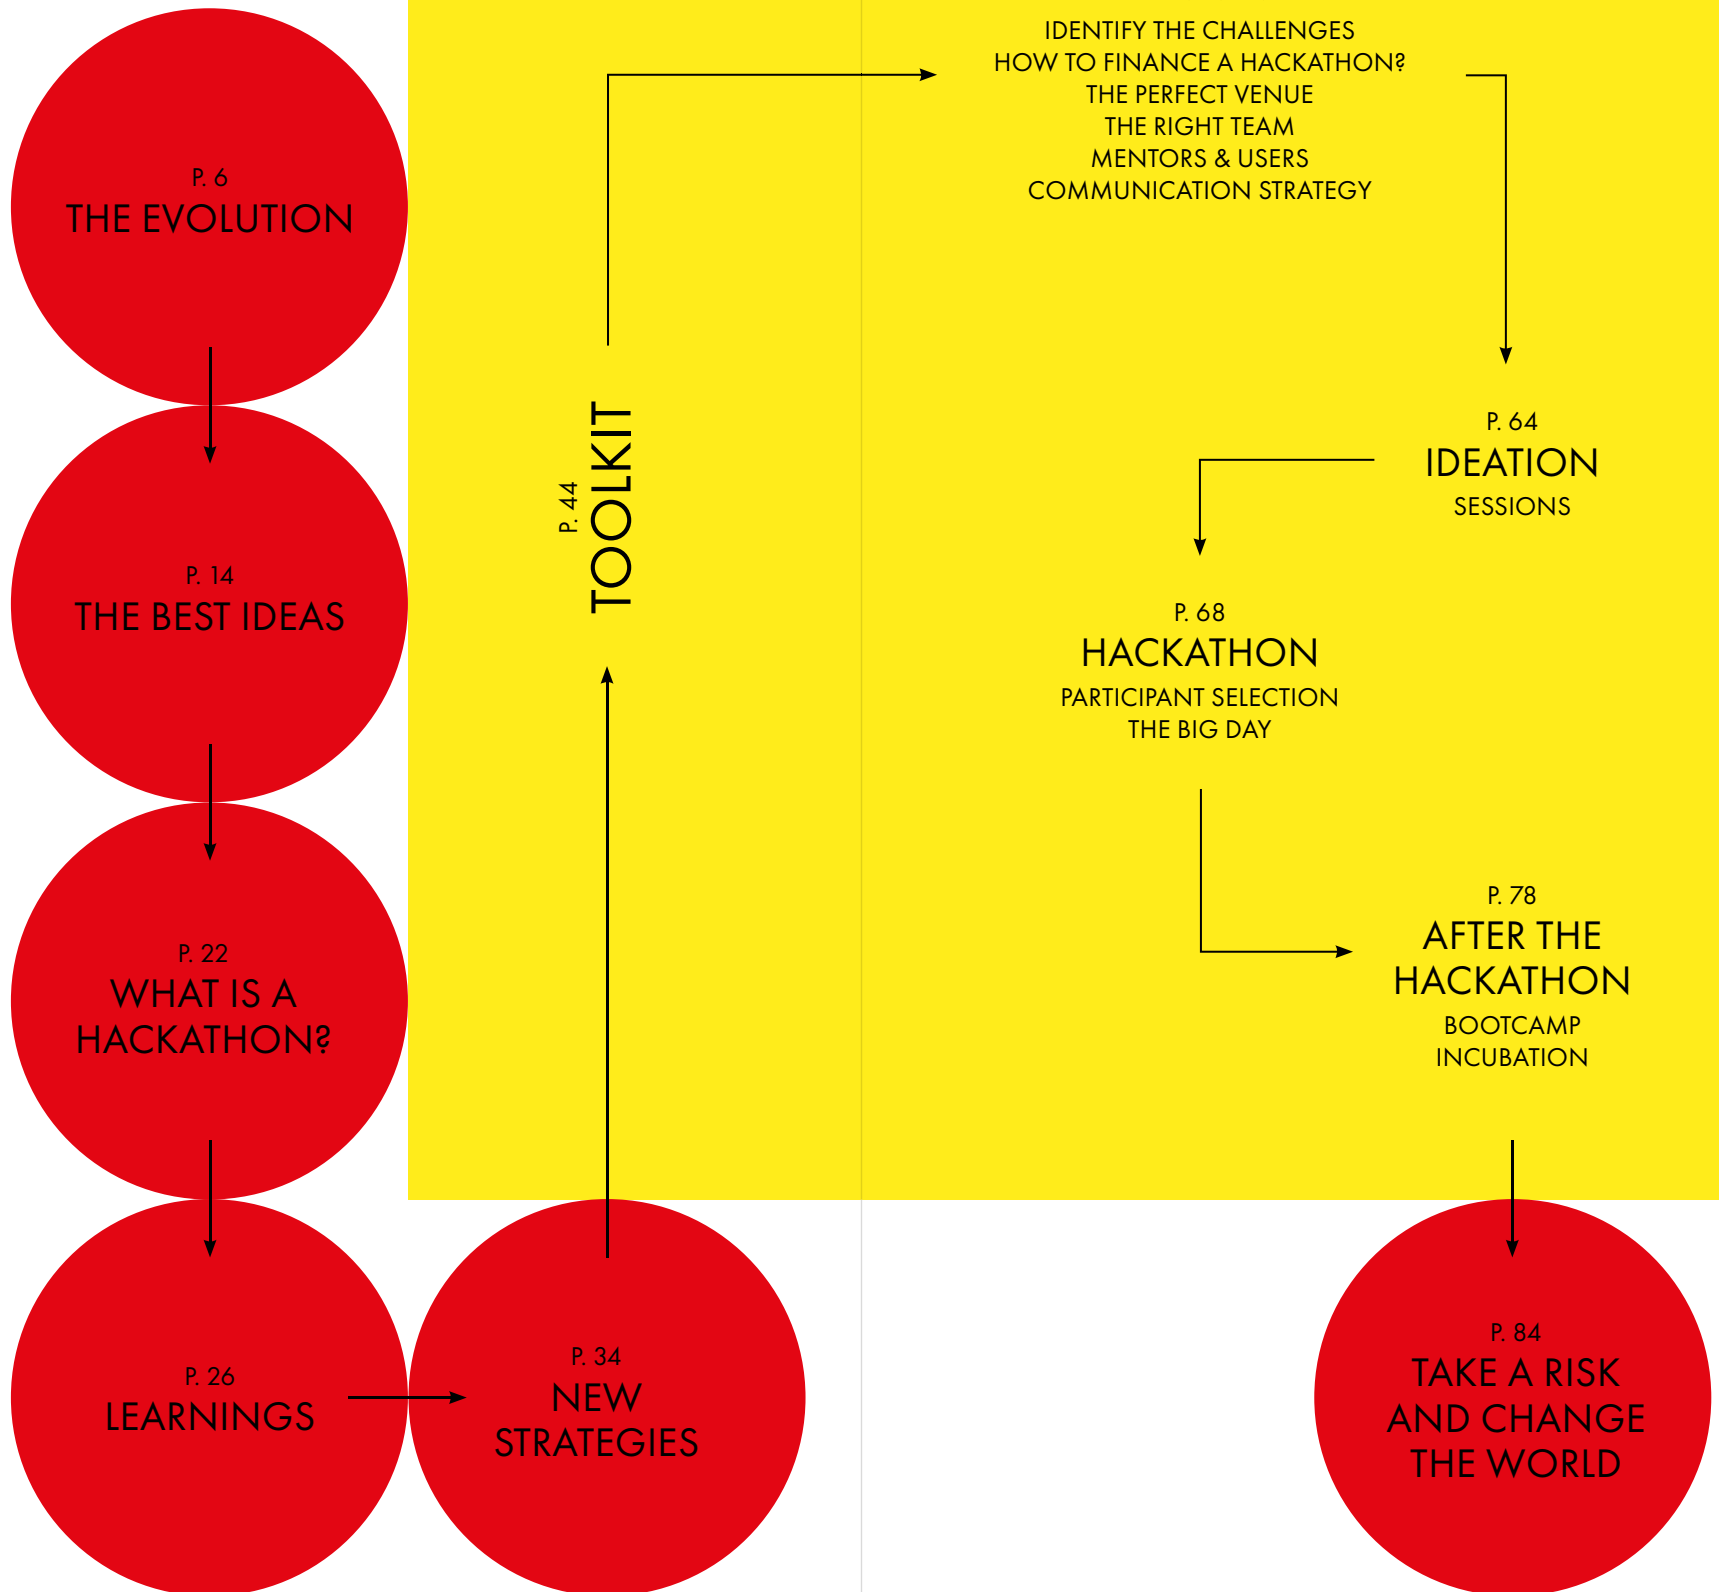 P. 6
THE EVOLUTION
P. 14
THE BEST IDEAS
P. 22
WHAT IS A
HACKATHON?
P. 26
LEARNINGS
P. 34
NEW
STRATEGIES
P. 44
TOOLKIT
IDENTIFY THE CHALLENGES
HOW TO FINANCE A HACKATHON?
THE PERFECT VENUE
THE RIGHT TEAM
MENTORS & USERS
COMMUNICATION STRATEGY
P. 64
IDEATION
SESSIONS
P. 68
HACKATHON
PARTICIPANT SELECTION
THE BIG DAY
P. 78
AFTER THE
HACKATHON
BOOTCAMP
INCUBATION
P. 84
TAKE A RISK
AND CHANGE
THE WORLD